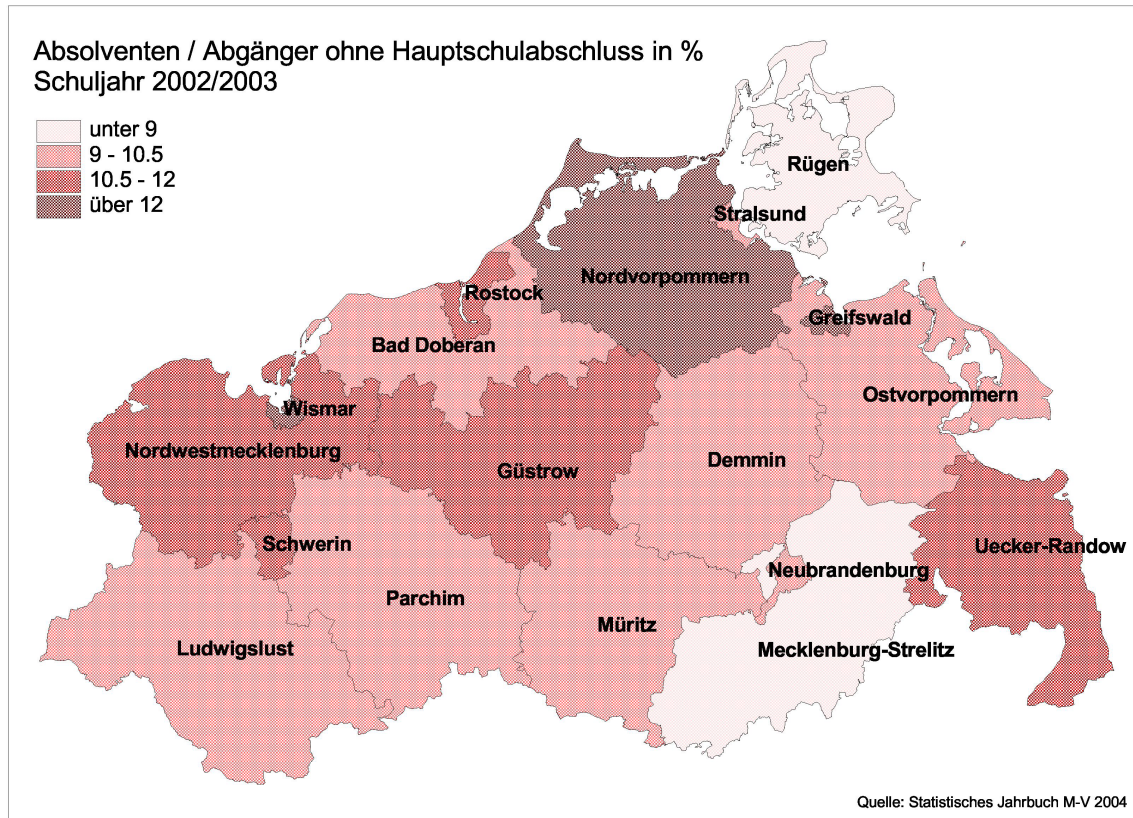 Absolventen / Abgänger ohne Hauptschulabschluss in %
Schuljahr 2002/2003
unter 9
9 - 10.5
10.5 - 12
über 12
Rügen
Stralsund
Nordvorpommern
Rostock
Greifswald
Bad Doberan
Ostvorpommern
Wismar
Nordwestmecklenburg
Güstrow
Demmin
Schwerin
Uecker-Randow
Neubrandenburg
Parchim
Müritz
Ludwigslust
Mecklenburg-Strelitz
Quelle: Statistisches Jahrbuch M-V 2004